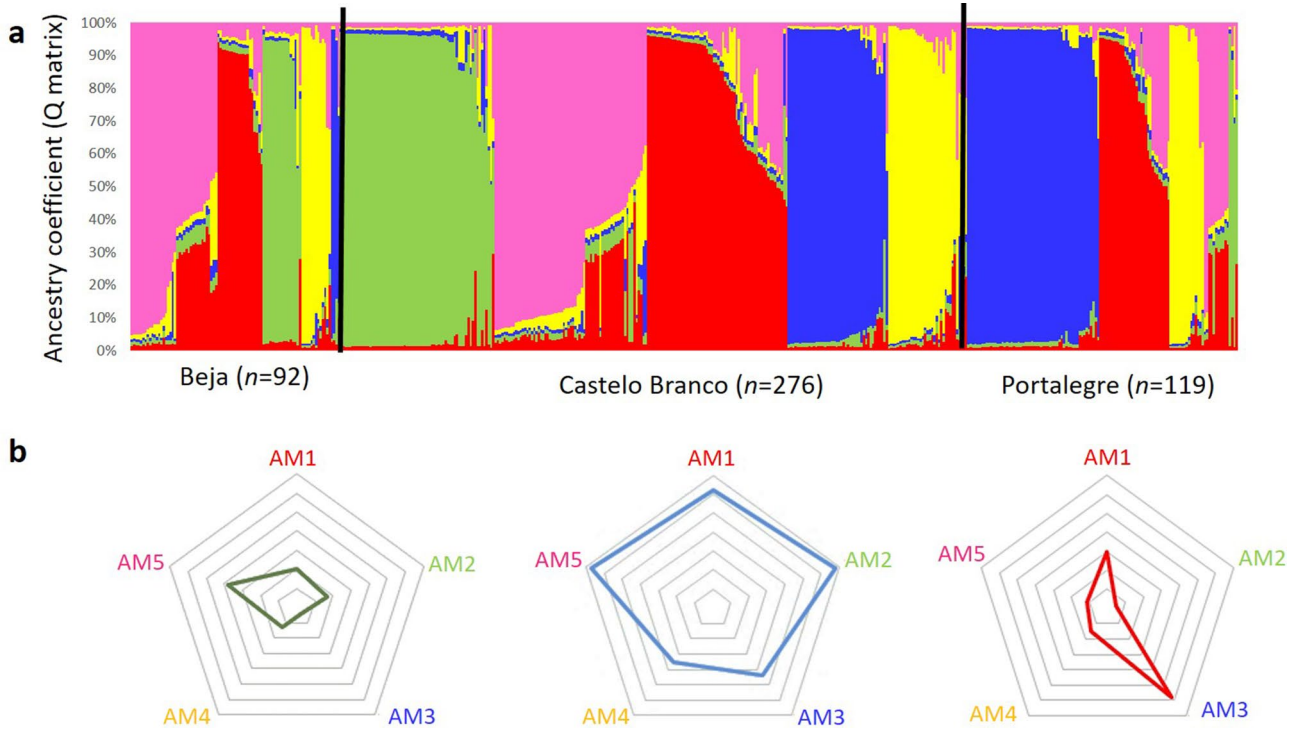 a
Ancestry coefficient (Q matrix)
100%
90%
80%
70%
60%
50%
40%
30%
20%
10%
0%
Beja (n=92)
Castelo Branco (n=276)
Portalegre (n=119)
b
AM1
AM2
AM3
AM4
AM5
AM1
AM2
AM3
AM4
AM5
AM1
AM2
AM3
AM4
AM5